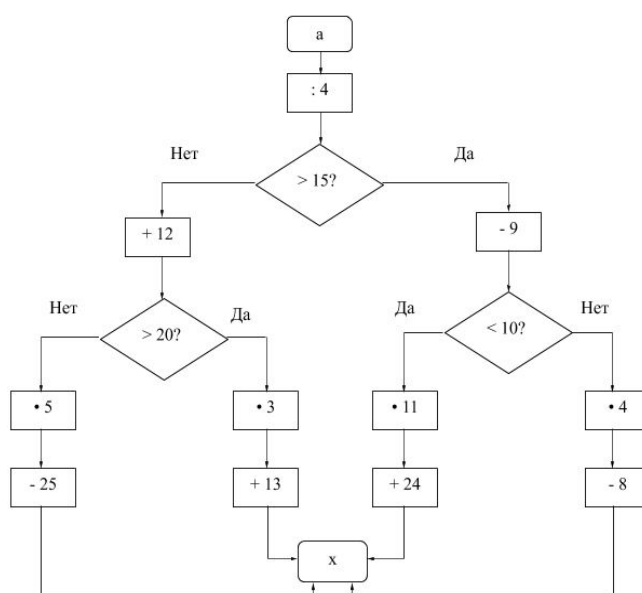 a
: 4
Нет
Да
> 15?
+ 12
- 9
Нет
Да
Да
Нет
> 20?
< 10?
• 5
• 3
• 11
• 4
- 25
+ 13
+ 24
- 8
x